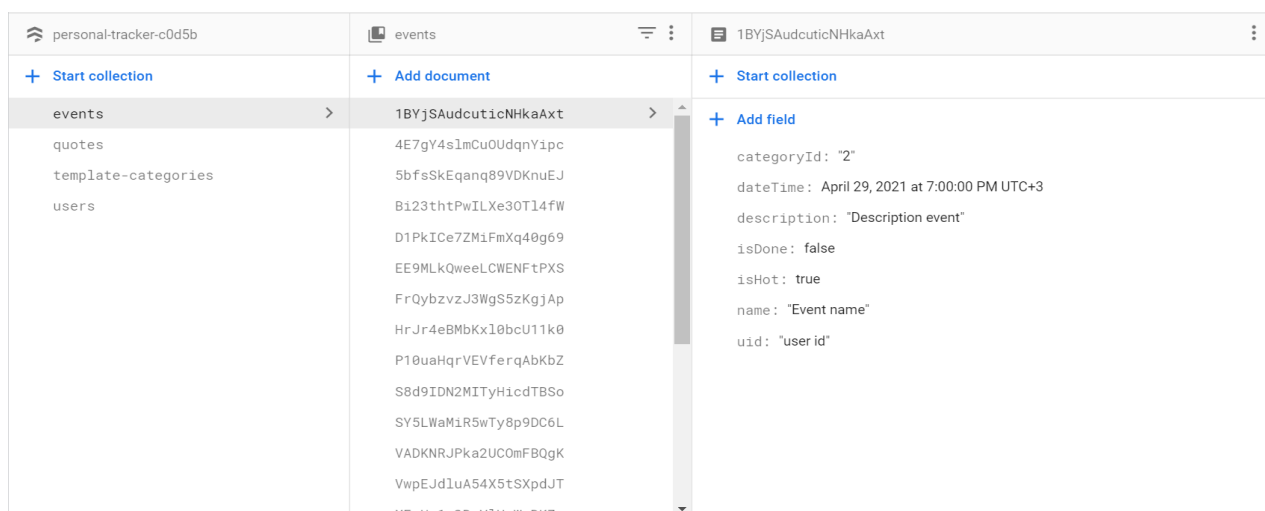 personal-tracker-c0d5b
Start collection
events
quotes
template-categories
users
events
Add document
1BYjSAudcuticNHkaAxt
4E7gY4slmCuOUdqnYipc
5bfsSkEqanq89VDKnuEJ
Bi23thtPwILXe3OTl4fW
D1PkICe7ZMiFmXq40g69
EE9MLkQweeLCWENFtPXS
FrQybzvzJ3WgS5zKgjAp
HrJr4eBMbKxl0bcU11k0
P10uaHqrVEVferqAbKbZ
S8d9IDN2MITyHicdTBSo
SY5LWaMiR5wTy8p9DC6L
VADKNRJPka2UCOmFBQgK
VwpEJdluA54X5tSXpdJT
1BYjSAudcuticNHkaAxt
Start collection
Add field
categoryId: "2"
dateTime: April 29, 2021 at 7:00:00 PM UTC+3
description: "Description event"
isDone: false
isHot: true
name: "Event name"
uid: "user id"